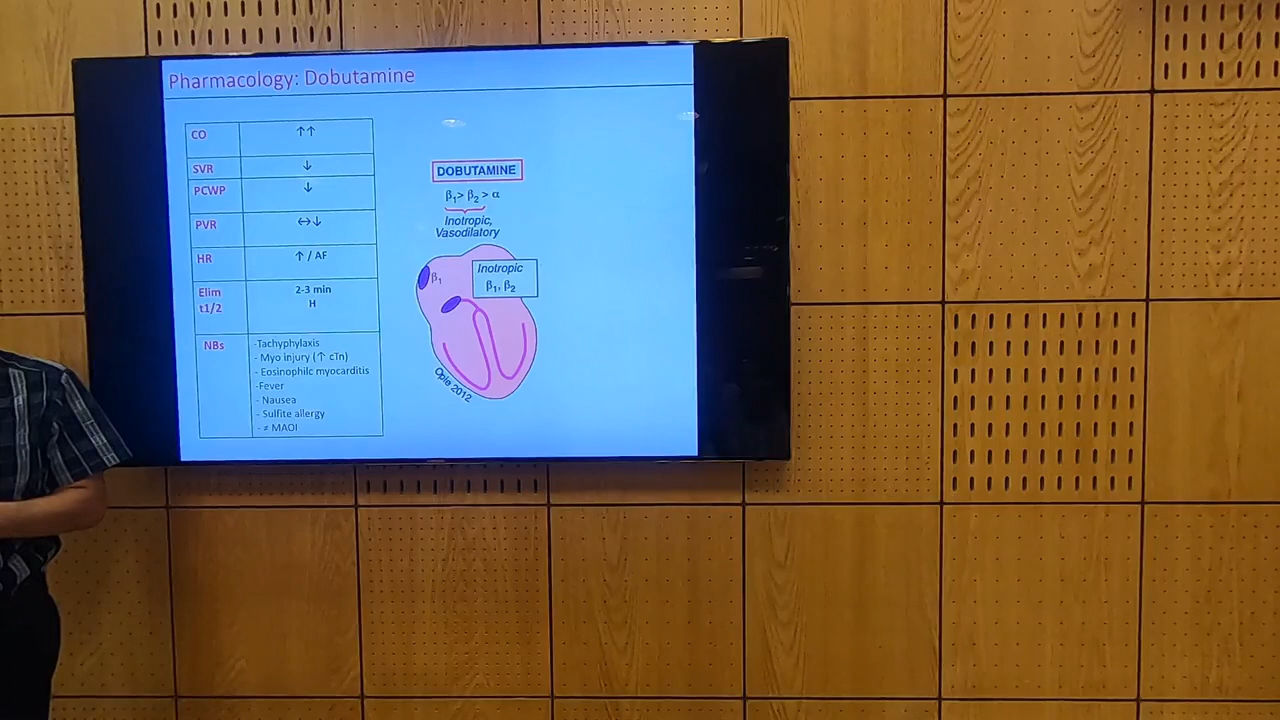 Pharmacology: Dobutamine
CO ↑↑
SVR ↓
PCWP ↓
PVR ↔↓
HR ↑ / AF
Elim 2-3 min
t1/2 H
NBs
-Tachyphylaxis
- Myo injury (↑ cTn)
- Eosinophilc myocarditis
-Fever
- Nausea
- Sulfite allergy
- ≠ MAOI
DOBUTAMINE
β1> β2 > α
Inotropic,
Vasodilatory
β1
Inotropic
β1, β2
Opie 2012